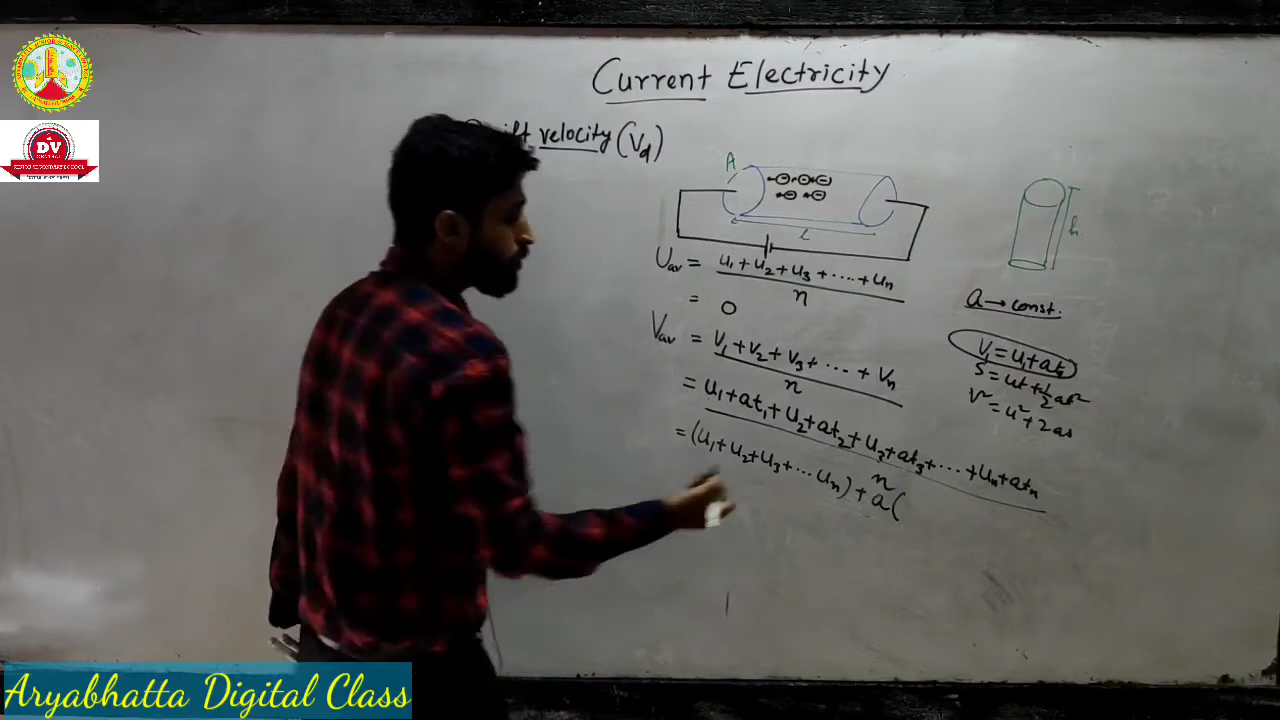 Current Electricity
velocity (Vd)
A
l
h
Uav = u₁ + u₂ + u₃ + ····· + uₙ
n
= 0
a → const.
Vav = V₁ + V₂ + V₃ + ··· + Vₙ
n
V₁ = u₁ + at₁
S = ut + ½ at²
V² = u² + 2as
= u₁ + at₁ + u₂ + at₂ + u₃ + at₃ + ··· + uₙ + atₙ
n
= (u₁ + u₂ + u₃ + ··· uₙ) + a (
DV
Aryabhatta Digital Class